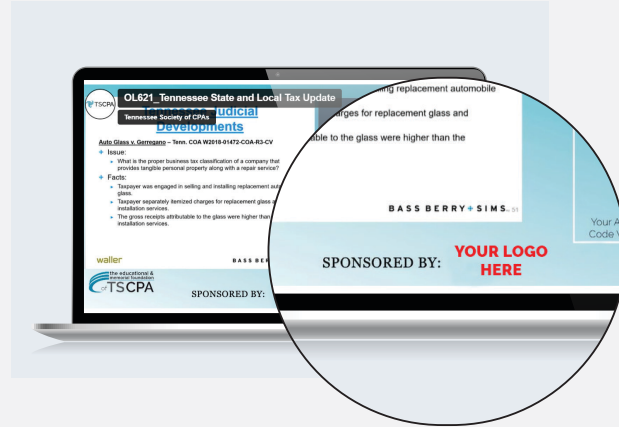 TSCPA
OL621_Tennessee State and Local Tax Update
Tennessee Society of CPAs
Tennessee Judicial
Developments
Auto Glass v. Gerregano – Tenn. COA W2018-01472-COA-R3-CV
Issue:
What is the proper business tax classification of a company that
provides tangible personal property along with a repair service?
Facts:
Taxpayer was engaged in selling and installing replacement
glass.
Taxpayer separately itemized charges for replacement glass
installation services.
The gross receipts attributable to the glass were higher than
installation services.
waller
BASS
the educational &
memorial foundation
of TSCPA
SPONSORED BY:
replacement automobile
for replacement glass and
to the glass were higher than the
BASS BERRY + SIMS 51
SPONSORED BY:
YOUR LOGO
HERE
Your
Code